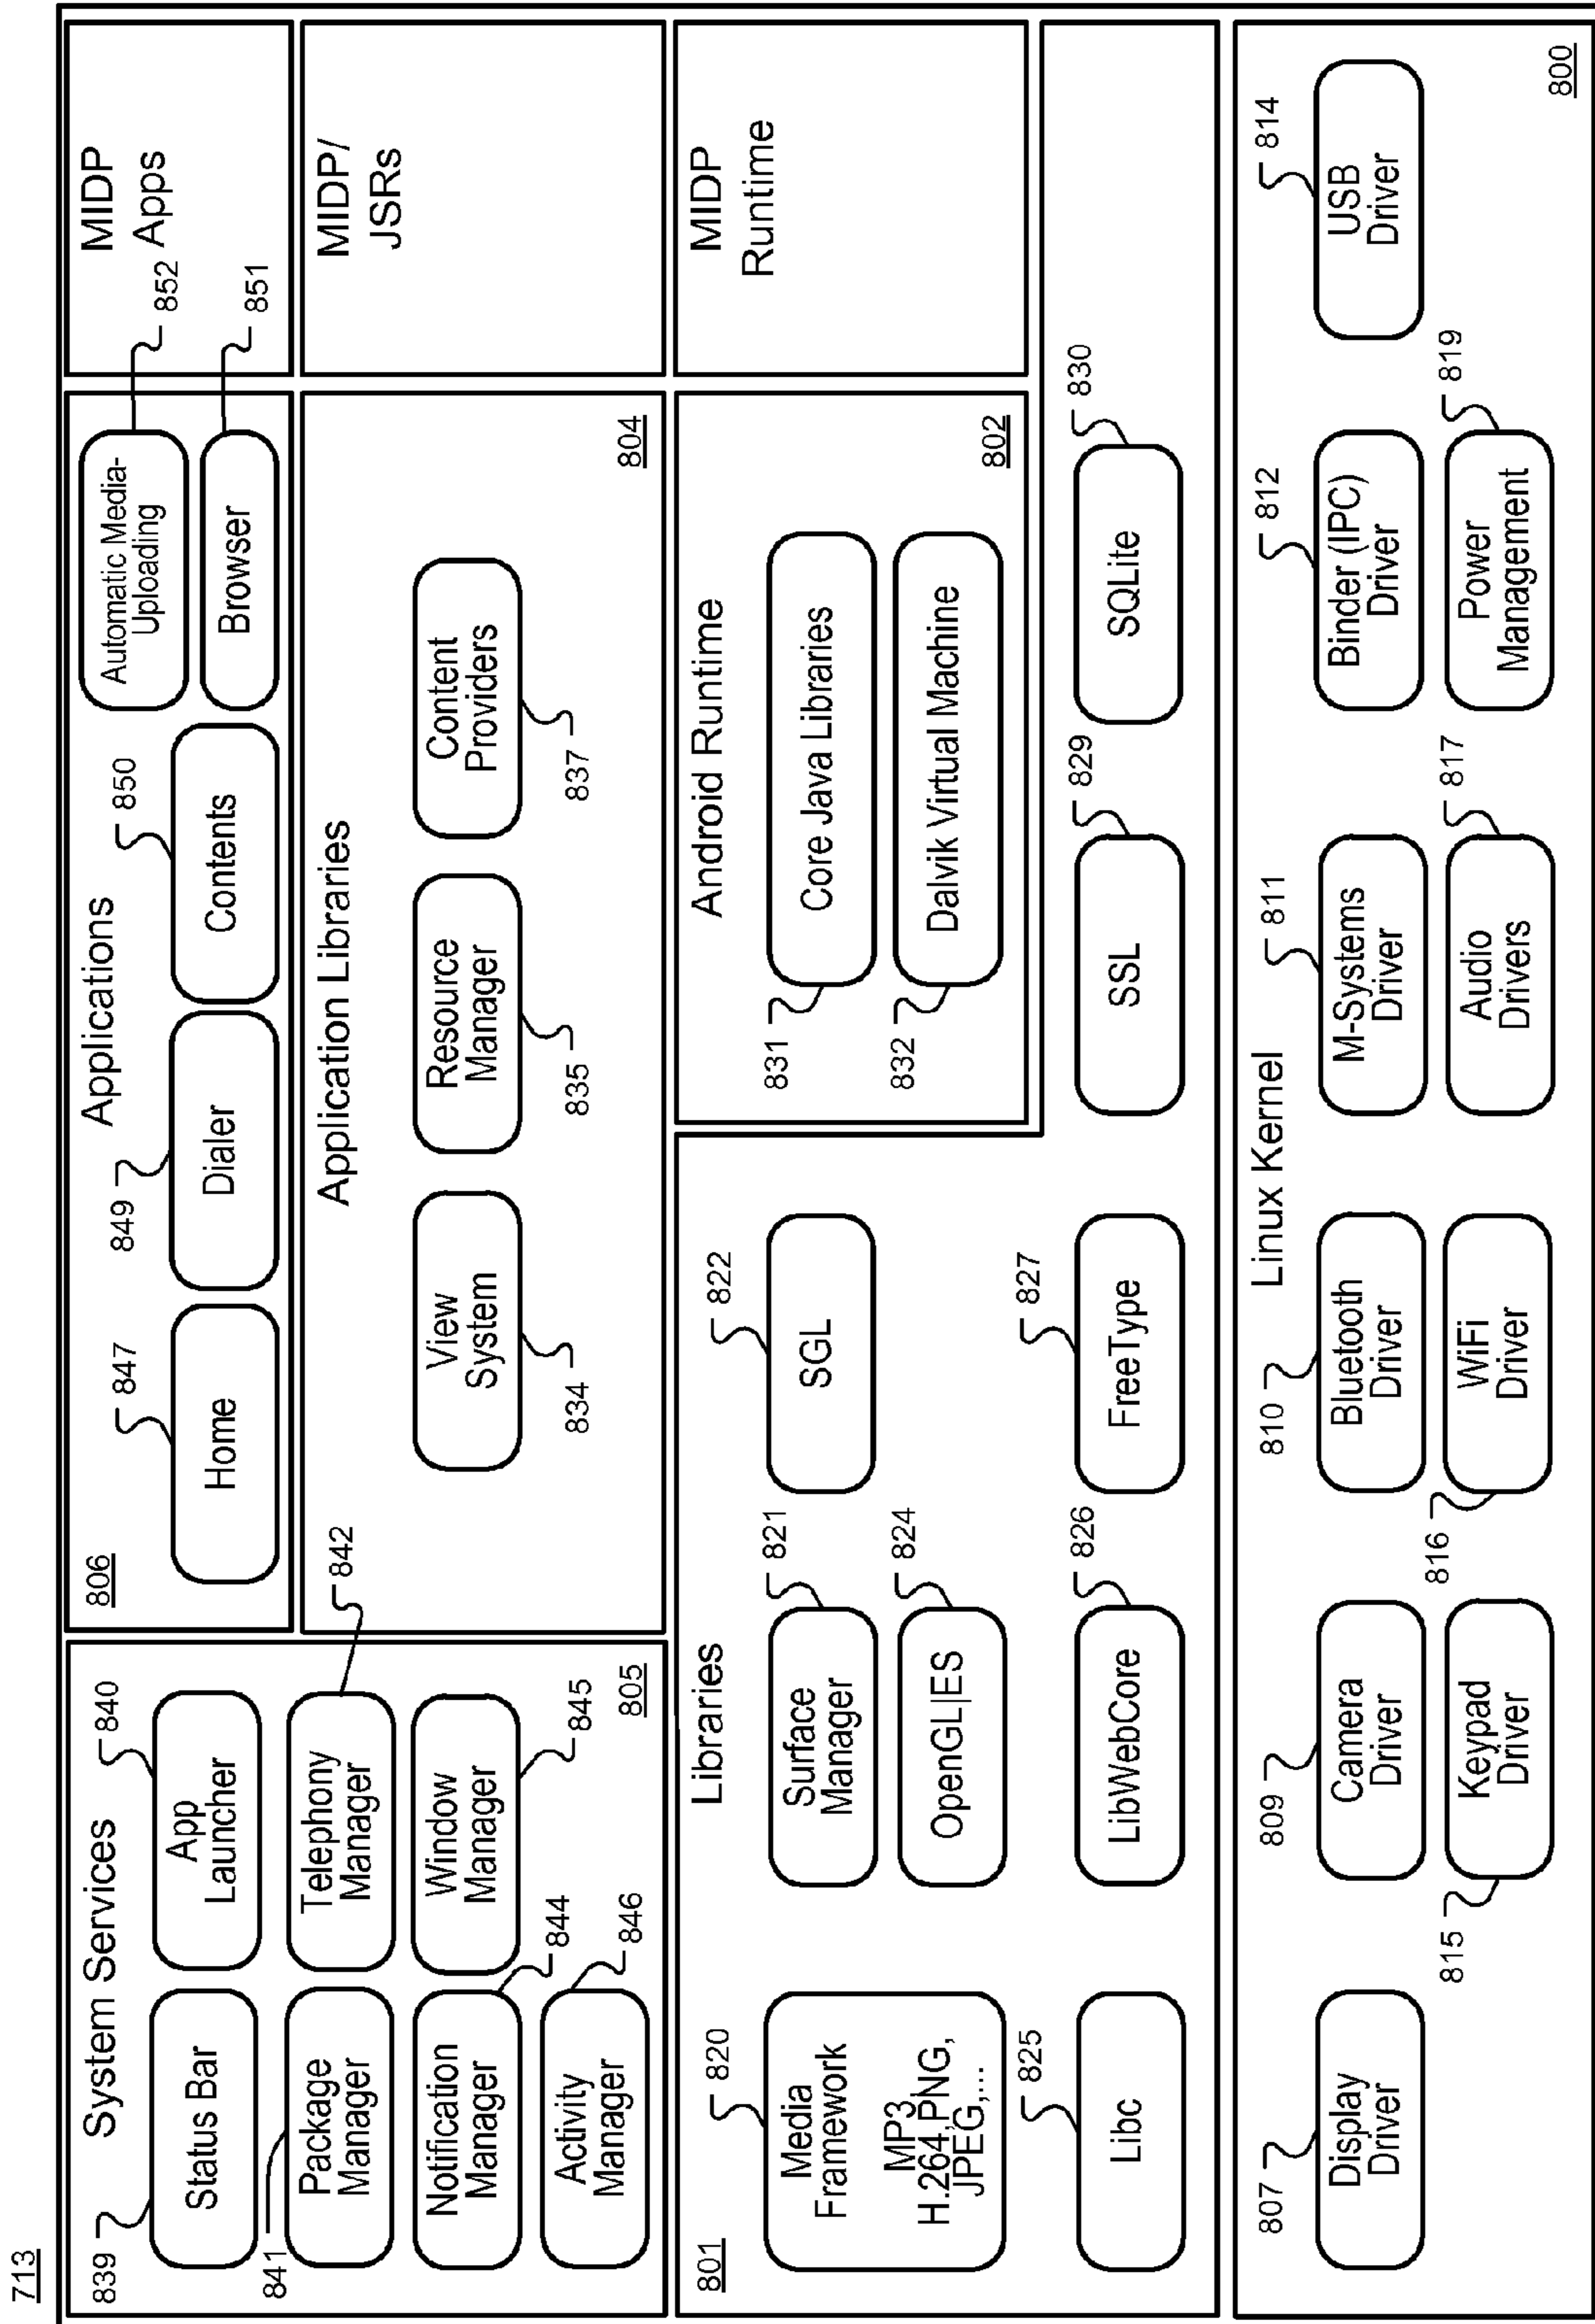 713
System Services
839
Status Bar
840
App
Launcher
841
Package
Manager
842
Telephony
Manager
Notification
Manager
844
Window
Manager
845
Activity
Manager
846
805
806
Applications
847
Home
849
Dialer
850
Contents
Automatic Media-
Uploading
852
Browser
851
MIDP
Apps
Application Libraries
View
System
834
Resource
Manager
835
Content
Providers
837
804
MIDP/
JSRs
801
Libraries
820
Media
Framework
MP3,
H.264,PNG,
JPEG,...
821
Surface
Manager
822
SGL
824
OpenGL|ES
825
Libc
826
LibWebCore
827
FreeType
829
SSL
830
SQLite
Android Runtime
831
Core Java Libraries
832
Dalvik Virtual Machine
802
MIDP
Runtime
Linux Kernel
807
Display
Driver
809
Camera
Driver
810
Bluetooth
Driver
811
M-Systems
Driver
812
Binder (IPC)
Driver
814
USB
Driver
815
Keypad
Driver
816
WiFi
Driver
817
Audio
Drivers
819
Power
Management
800